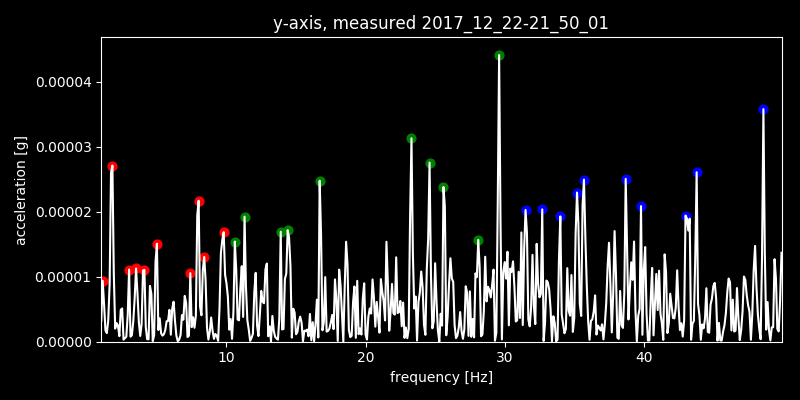 y-axis, measured 2017_12_22-21_50_01
0.00004
0.00003
0.00002
0.00001
0.00000
acceleration [g]
10 20 30 40
frequency [Hz]